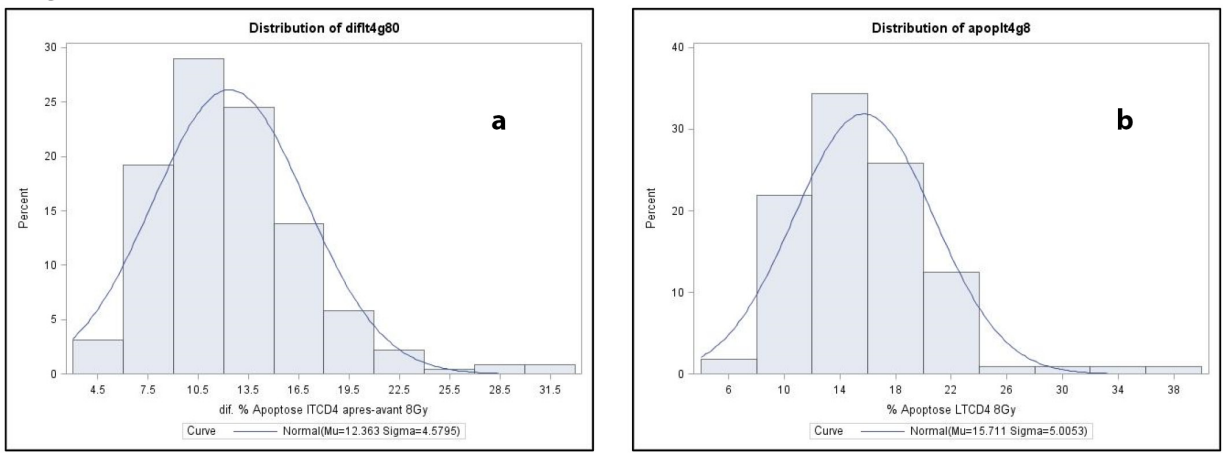 Distribution of diflt4g80
30
25
20
15
10
5
0
Percent
a
4.5 7.5 10.5 13.5 16.5 19.5 22.5 25.5 28.5 31.5
dif. % Apoptose lTCD4 apres-avant 8Gy
Curve Normal(Mu=12.363 Sigma=4.5795)
Distribution of apoplt4g8
40
30
20
10
0
Percent
b
6 10 14 18 22 26 30 34 38
% Apoptose LTCD4 8Gy
Curve Normal(Mu=15.711 Sigma=5.0053)